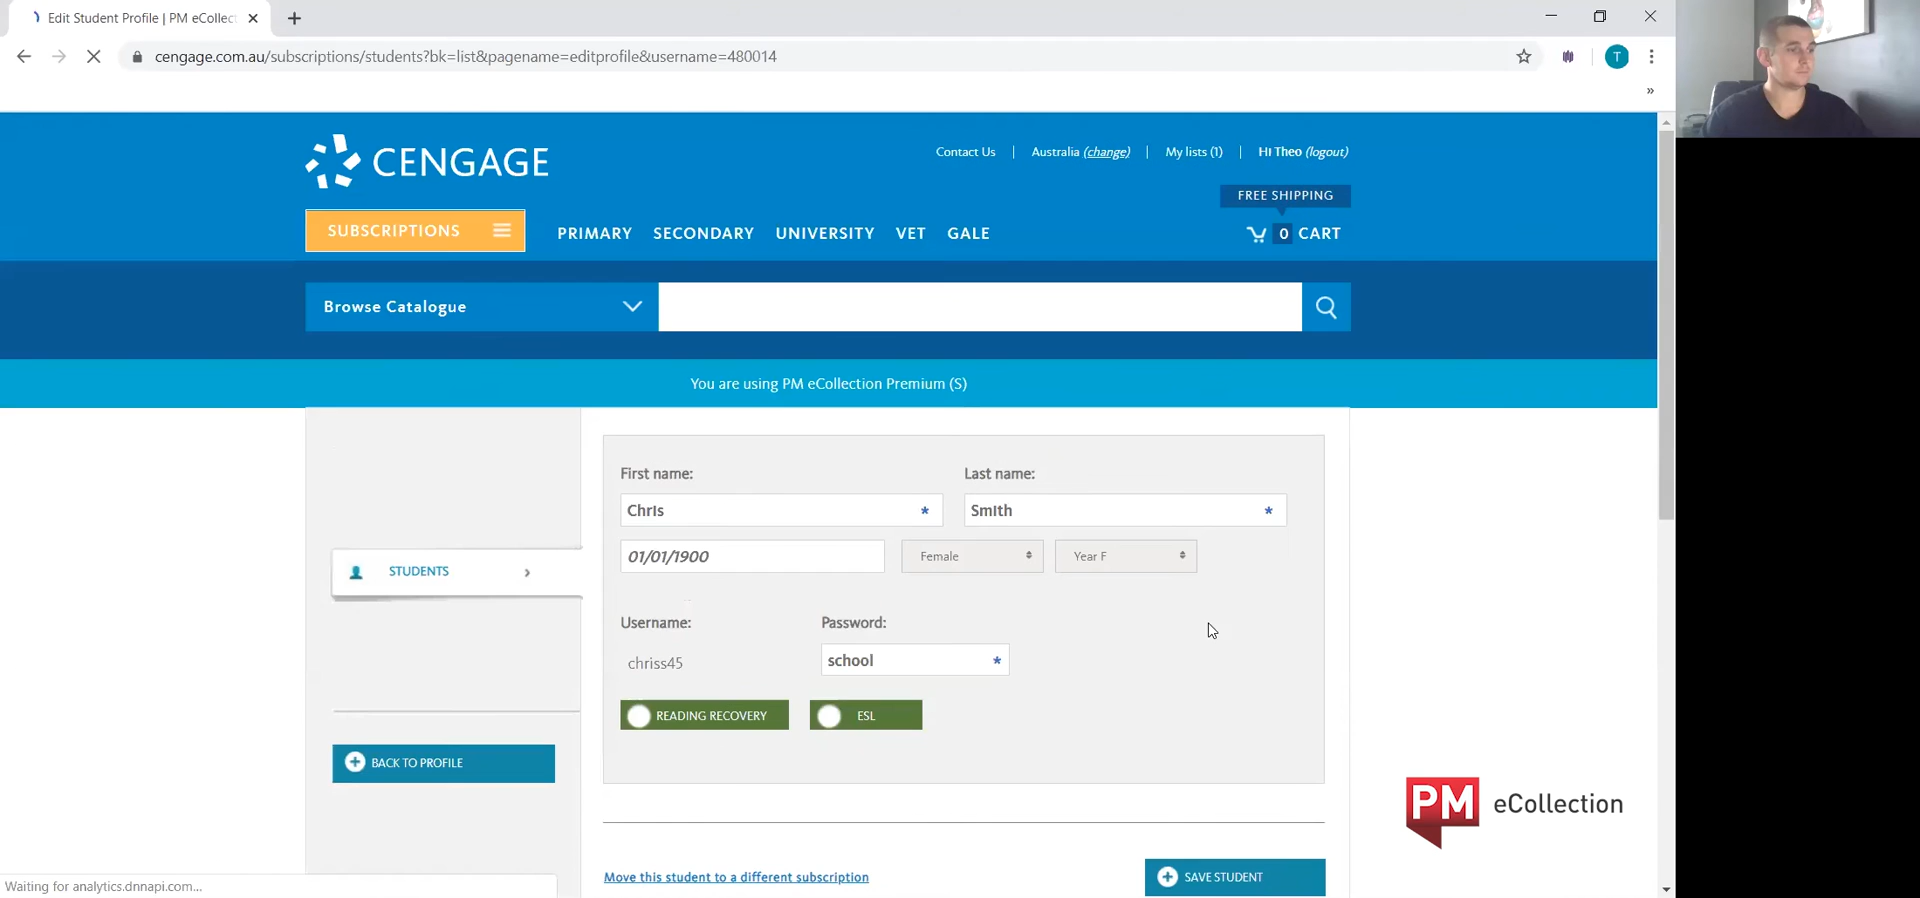 Edit Student Profile | PM eCollec
cengage.com.au/subscriptions/students?bk=list&pagename=editprofile&username=480014
T
»
CENGAGE
Contact Us | Australia (change) | My lists (1) | Hi Theo (logout)
FREE SHIPPING
SUBSCRIPTIONS
PRIMARY SECONDARY UNIVERSITY VET GALE
0 CART
Browse Catalogue
You are using PM eCollection Premium (S)
First name: Last name:
Chris * Smith *
01/01/1900 Female Year F
STUDENTS
Username: Password:
chriss45 school *
READING RECOVERY ESL
BACK TO PROFILE
PM eCollection
Move this student to a different subscription
SAVE STUDENT
Waiting for analytics.dnnapi.com...